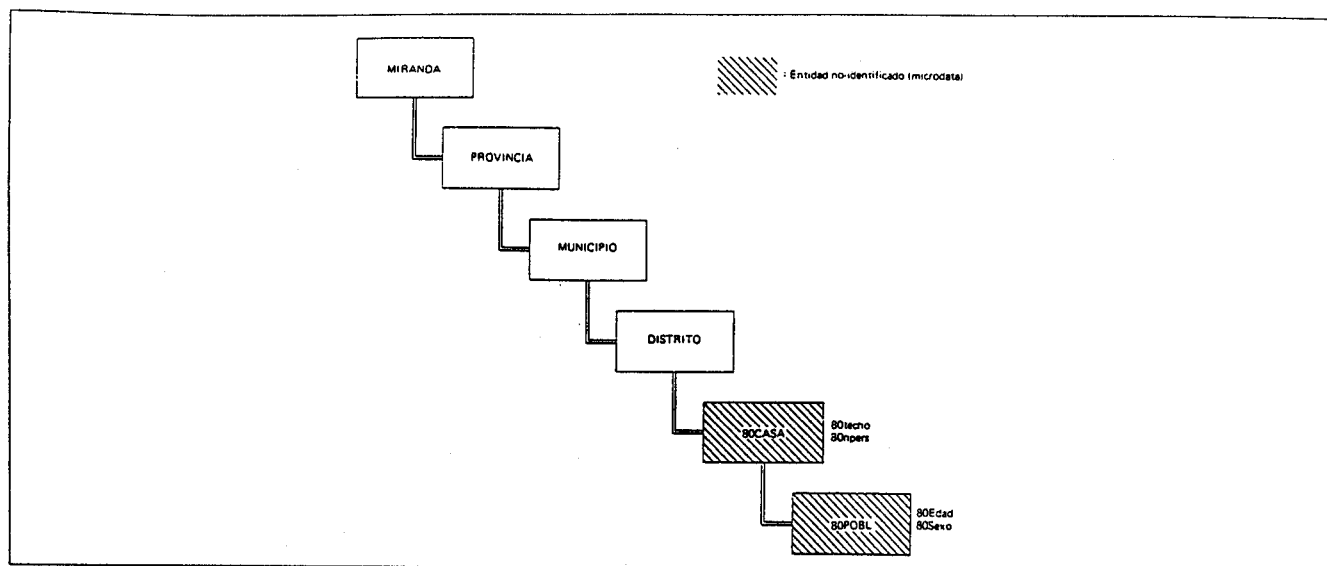 MIRANDA
: Entidad no-identificado (microdata)
PROVINCIA
MUNICIPIO
DISTRITO
80CASA
80techo
80npers
80POBL
80Edad
80Sexo